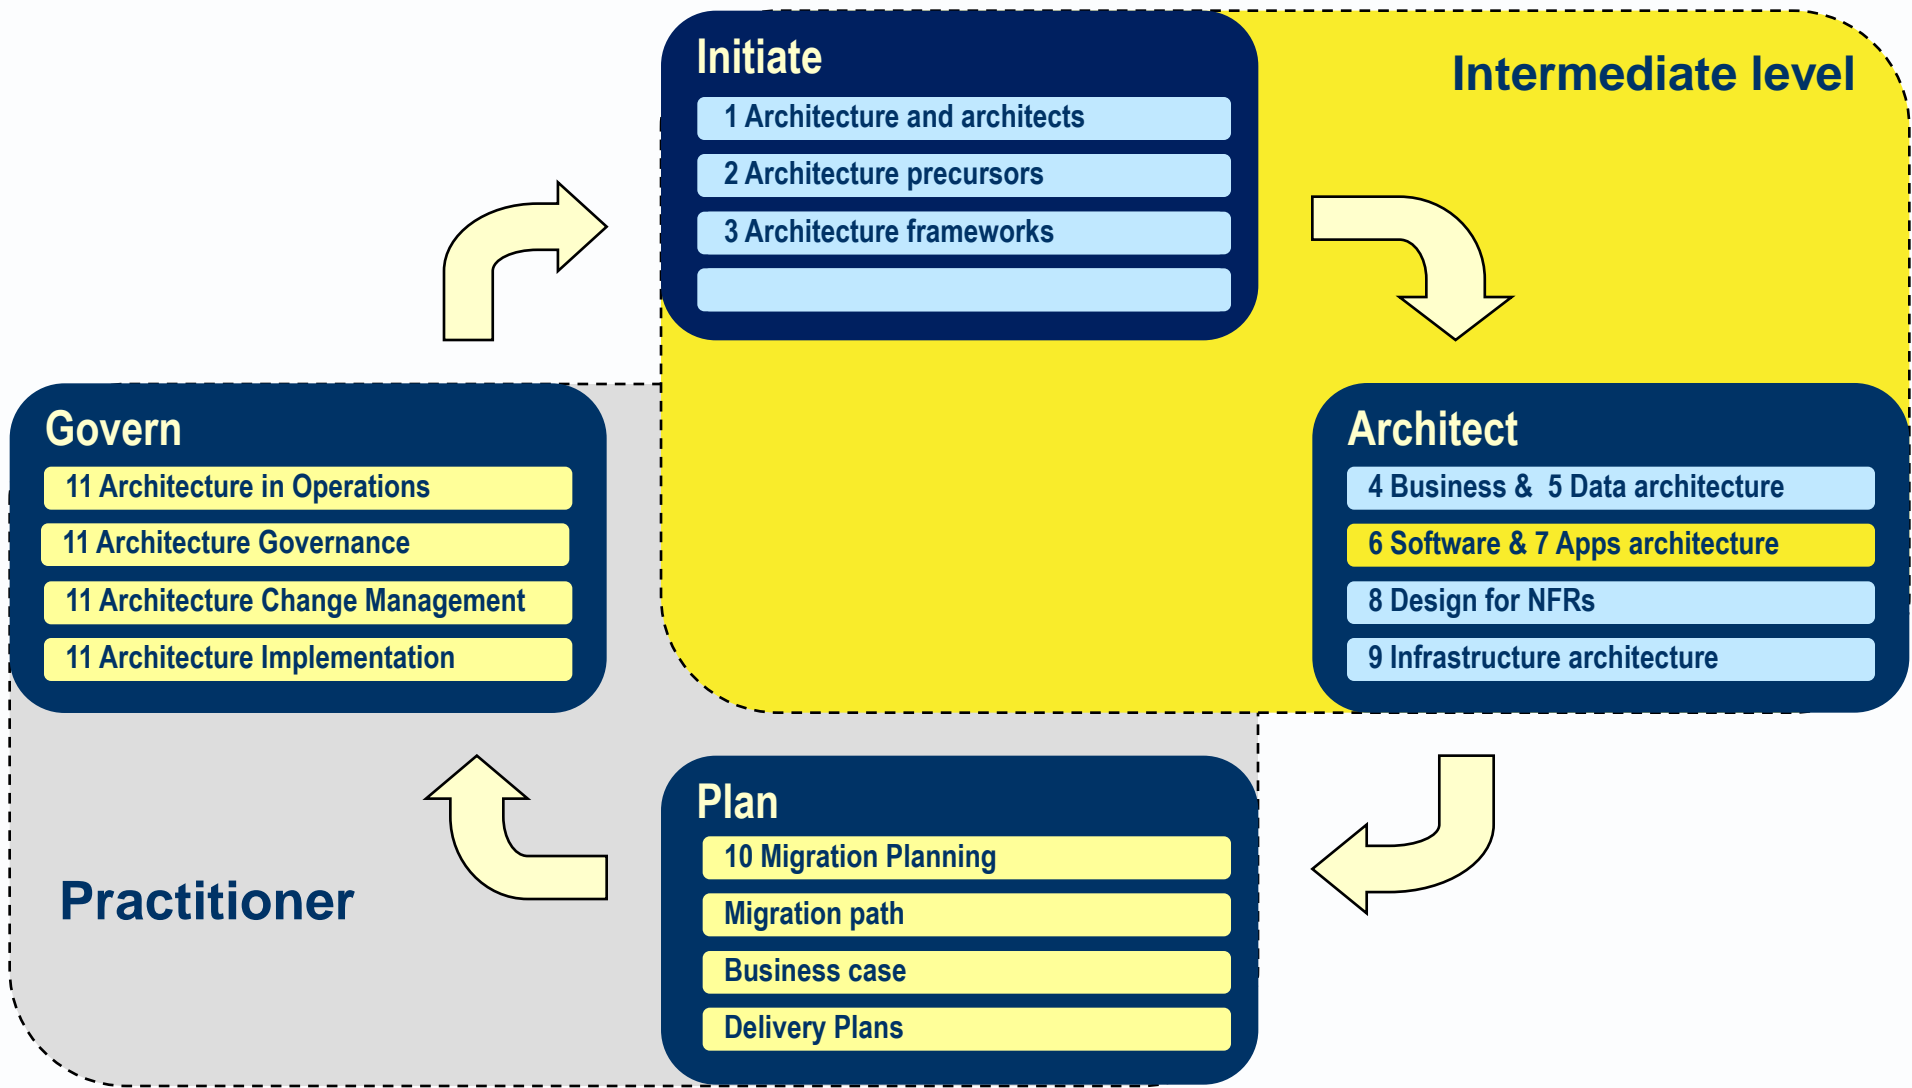 Initiate
1 Architecture and architects
2 Architecture precursors
3 Architecture frameworks
Intermediate level
Govern
11 Architecture in Operations
11 Architecture Governance
11 Architecture Change Management
11 Architecture Implementation
Architect
4 Business &  5 Data architecture
6 Software & 7 Apps architecture
8 Design for NFRs
9 Infrastructure architecture
Practitioner
Plan
10 Migration Planning
Migration path
Business case
Delivery Plans